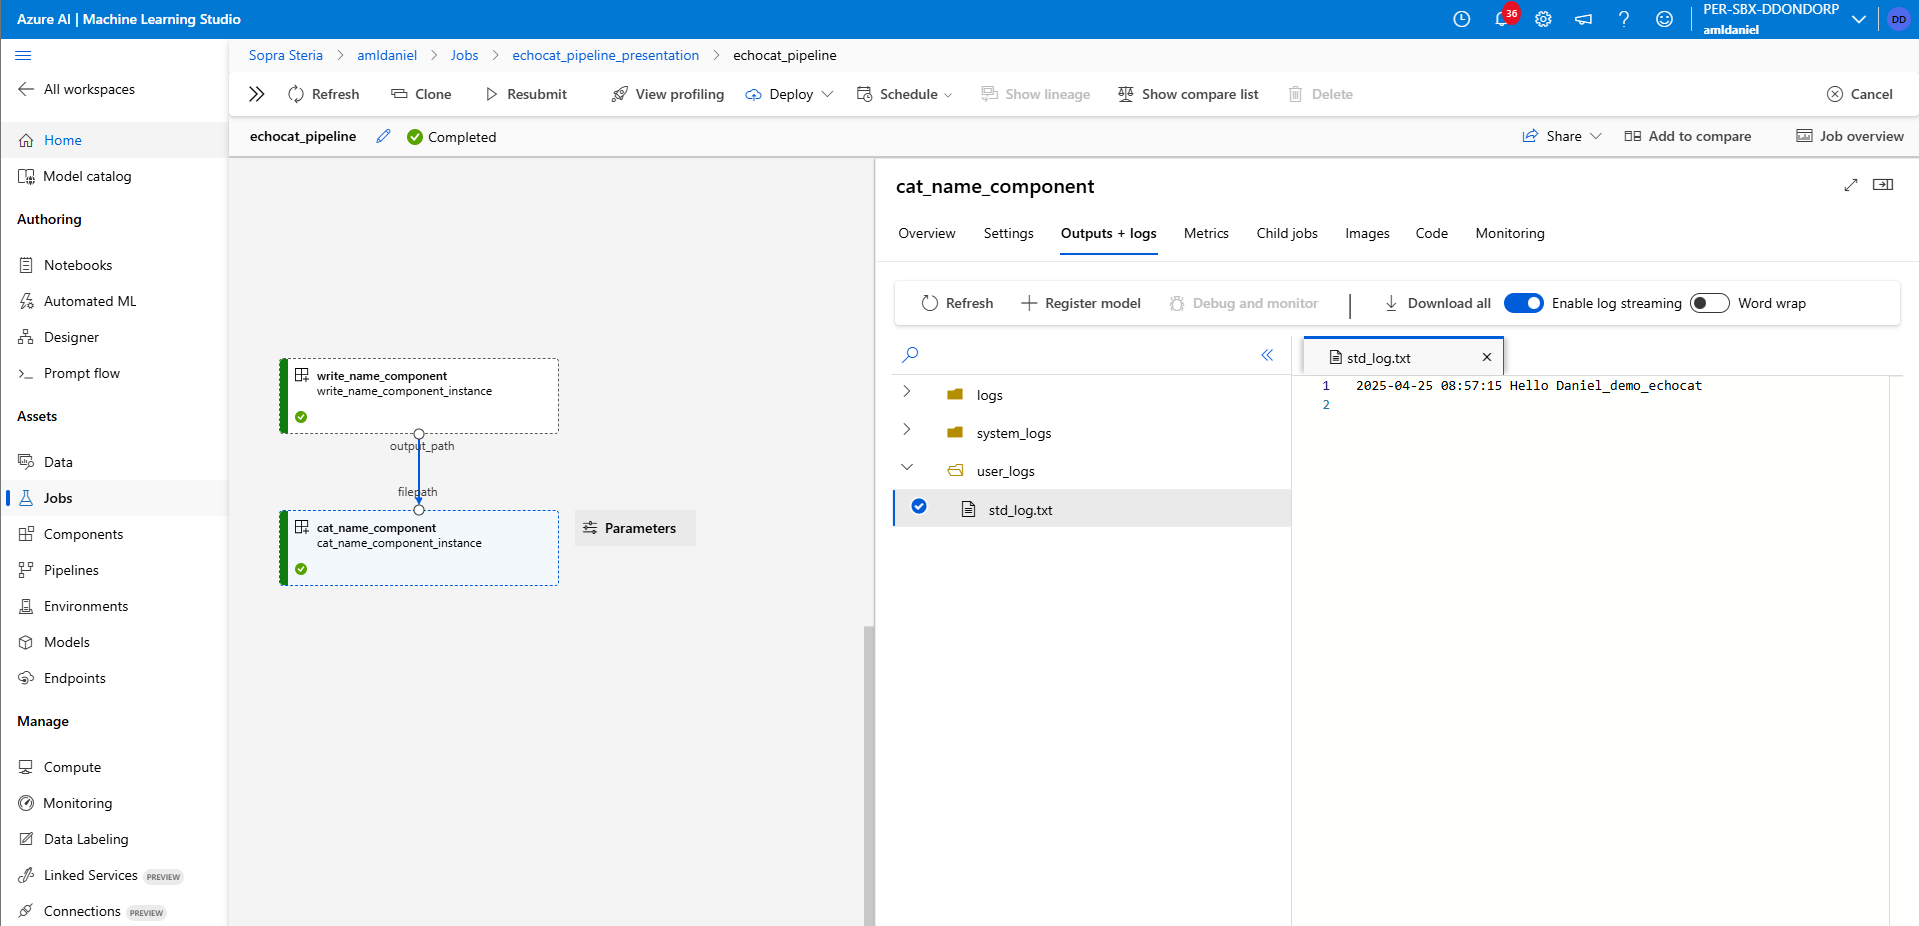 Azure AI | Machine Learning Studio
36
PER-SBX-DDONDORP
amldaniel
DD
All workspaces
Home
Model catalog
Authoring
Notebooks
Automated ML
Designer
Prompt flow
Assets
Data
Jobs
Components
Pipelines
Environments
Models
Endpoints
Manage
Compute
Monitoring
Data Labeling
Linked Services PREVIEW
Connections PREVIEW
Sopra Steria > amldaniel > Jobs > echocat_pipeline_presentation > echocat_pipeline
Refresh Clone Resubmit View profiling Deploy Schedule Show lineage Show compare list Delete Cancel
echocat_pipeline Completed Share Add to compare Job overview
write_name_component
write_name_component_instance
output_path
filepath
cat_name_component
cat_name_component_instance
Parameters
cat_name_component
Overview Settings Outputs + logs Metrics Child jobs Images Code Monitoring
Refresh Register model Debug and monitor Download all Enable log streaming Word wrap
logs
system_logs
user_logs
std_log.txt
std_log.txt
1 2025-04-25 08:57:15 Hello Daniel_demo_echocat
2